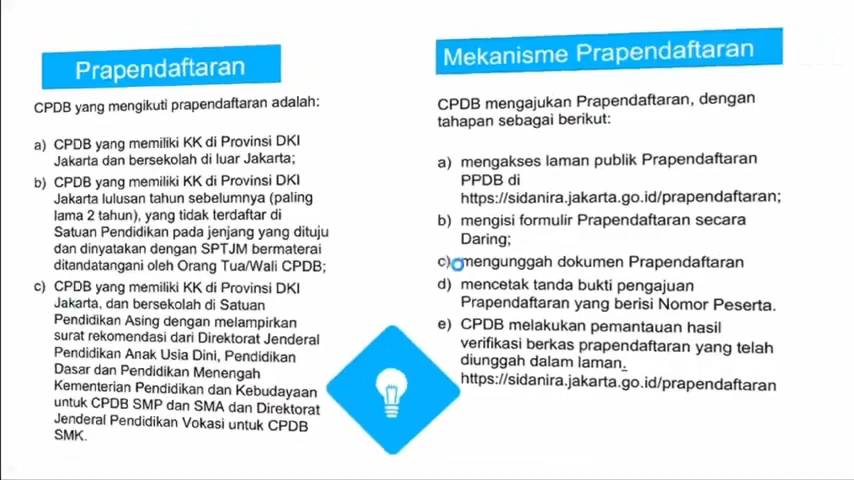 Prapendaftaran
CPDB yang mengikuti prapendaftaran adalah:
a) CPDB yang memiliki KK di Provinsi DKI
Jakarta dan bersekolah di luar Jakarta;
b) CPDB yang memiliki KK di Provinsi DKI
Jakarta lulusan tahun sebelumnya (paling
lama 2 tahun), yang tidak terdaftar di
Satuan Pendidikan pada jenjang yang dituju
dan dinyatakan dengan SPTJM bermaterai
ditandatangani oleh Orang Tua/Wali CPDB;
c) CPDB yang memiliki KK di Provinsi DKI
Jakarta, dan bersekolah di Satuan
Pendidikan Asing dengan melampirkan
surat rekomendasi dari Direktorat Jenderal
Pendidikan Anak Usia Dini, Pendidikan
Dasar dan Pendidikan Menengah
Kementerian Pendidikan dan Kebudayaan
untuk CPDB SMP dan SMA dan Direktorat
Jenderal Pendidikan Vokasi untuk CPDB
SMK.
Mekanisme Prapendaftaran
CPDB mengajukan Prapendaftaran, dengan
tahapan sebagai berikut:
a) mengakses laman publik Prapendaftaran
PPDB di
https://sidanira.jakarta.go.id/prapendaftaran;
b) mengisi formulir Prapendaftaran secara
Daring;
c) mengunggah dokumen Prapendaftaran
d) mencetak tanda bukti pengajuan
Prapendaftaran yang berisi Nomor Peserta.
e) CPDB melakukan pemantauan hasil
verifikasi berkas prapendaftaran yang telah
diunggah dalam laman.
https://sidanira.jakarta.go.id/prapendaftaran